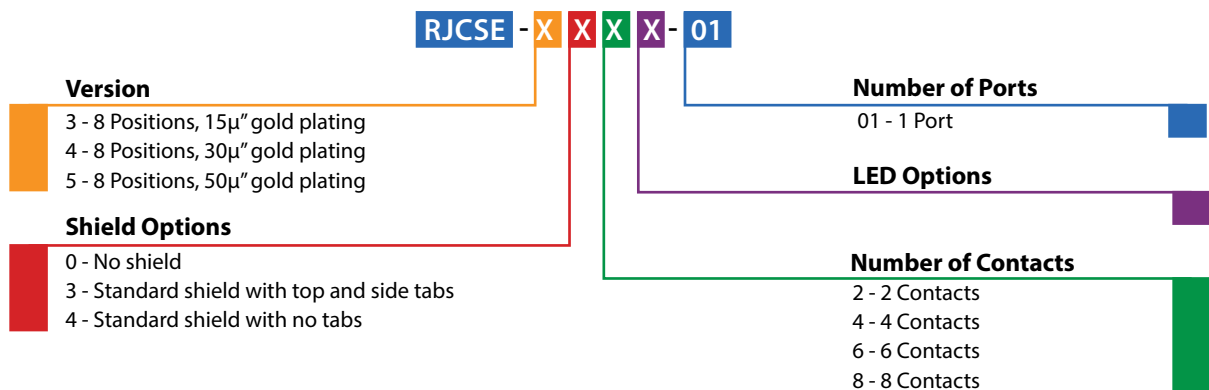 RJCSE - X X X X - 01
Version
3 - 8 Positions, 15µ” gold plating
4 - 8 Positions, 30µ” gold plating
5 - 8 Positions, 50µ” gold plating
Shield Options
0 - No shield
3 - Standard shield with top and side tabs
4 - Standard shield with no tabs
Number of Ports
01 - 1 Port
LED Options
Number of Contacts
2 - 2 Contacts
4 - 4 Contacts
6 - 6 Contacts
8 - 8 Contacts